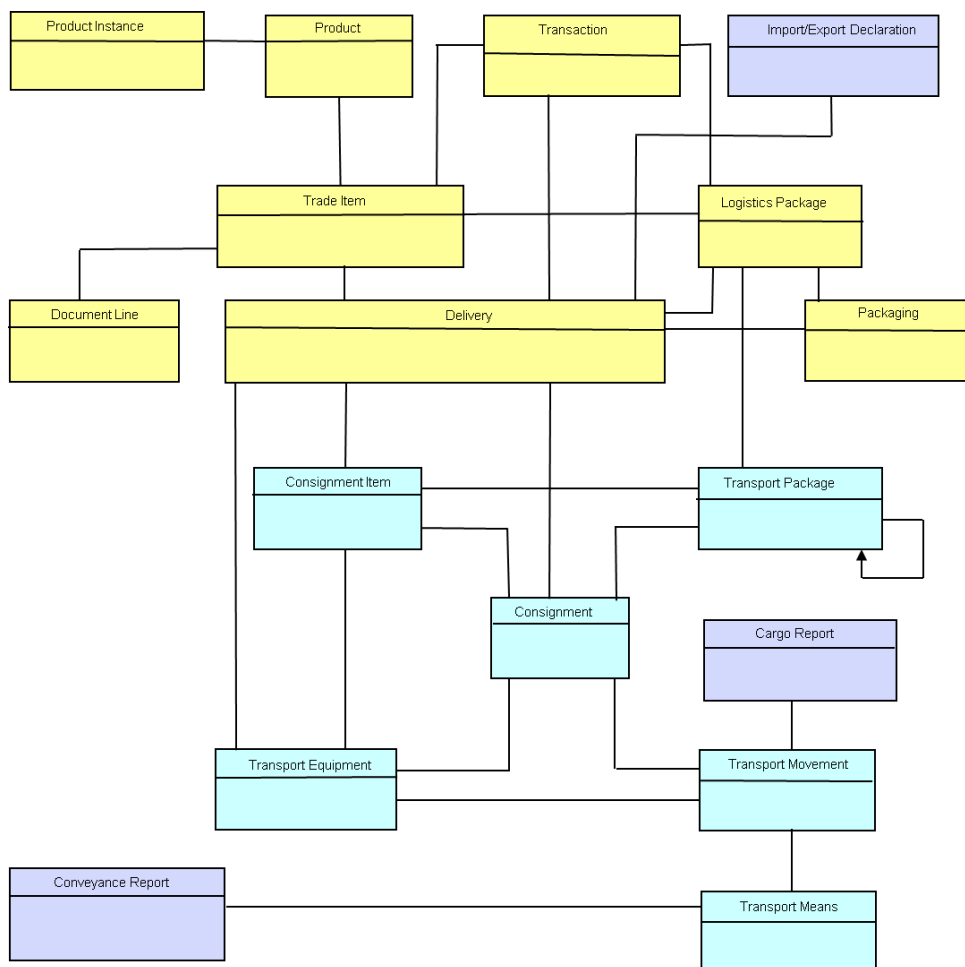 Product Instance
Product
Transaction
Import/Export Declaration
Trade Item
Logistics Package
Document Line
Delivery
Packaging
Consignment Item
Transport Package
Consignment
Cargo Report
Transport Equipment
Transport Movement
Conveyance Report
Transport Means